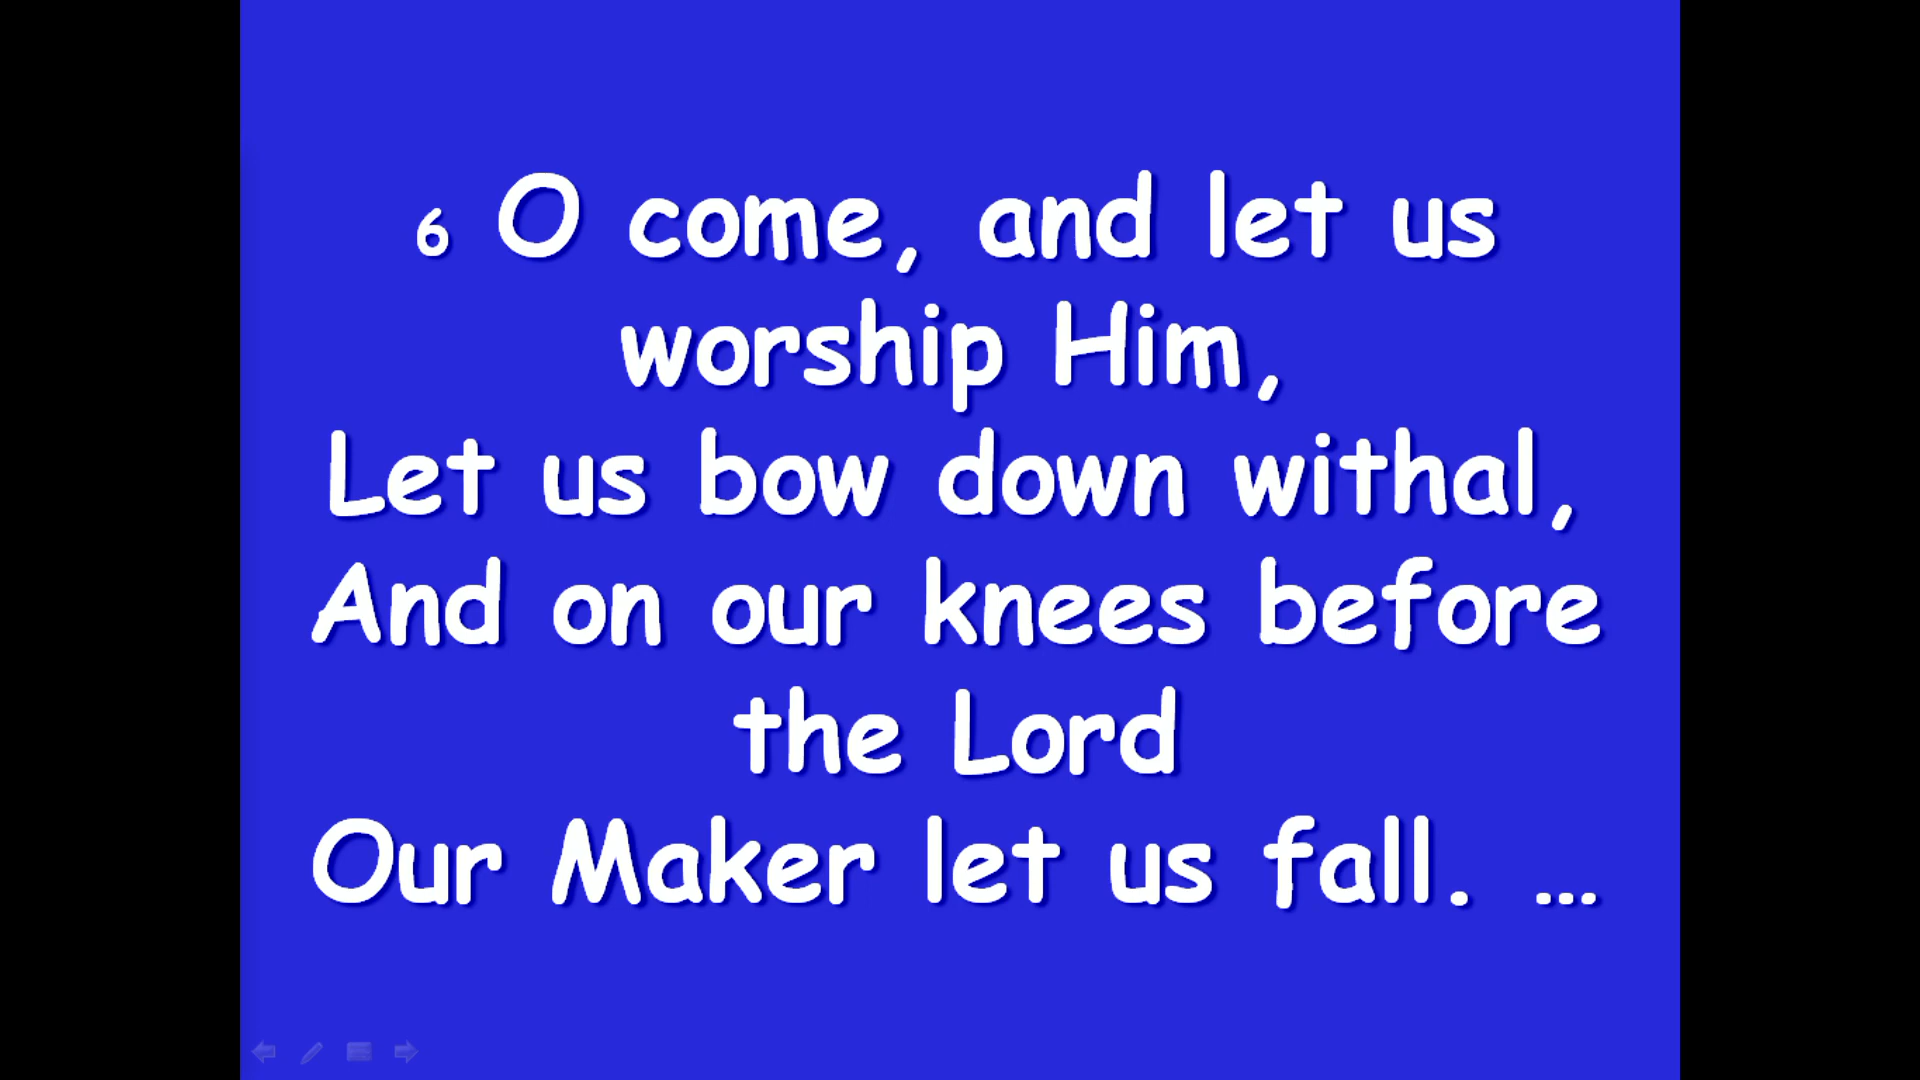 6 O come, and let us
worship Him,
Let us bow down withal,
And on our knees before
the Lord
Our Maker let us fall. ...